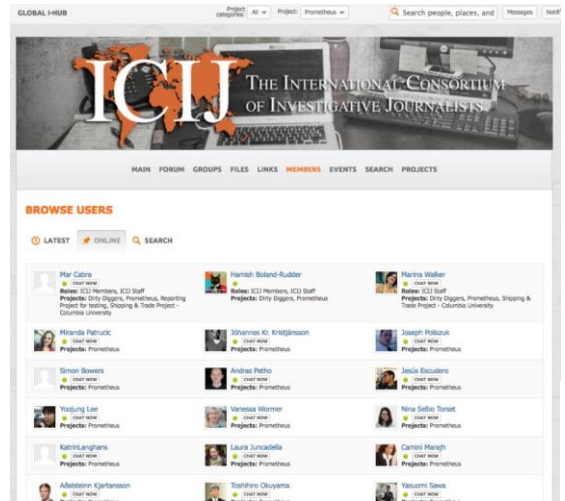 GLOBAL I-HUB
Project categories: All Project: Prometheus
Search people, places, and
Messages
Notif
ICIJ
THE INTERNATIONAL CONSORTIUM
OF INVESTIGATIVE JOURNALISTS
MAIN FORUM GROUPS FILES LINKS MEMBERS EVENTS SEARCH PROJECTS
BROWSE USERS
LATEST ONLINE SEARCH
Mar Cabra
CHAT NOW
Roles: ICIJ Members, ICIJ Staff
Projects: Dirty Diggers, Prometheus, Reporting
Project for testing, Shipping & Trade Project -
Columbia University
Hamish Boland-Rudder
CHAT NOW
Roles: ICIJ Members, ICIJ Staff
Projects: Dirty Diggers, Prometheus
Marina Walker
CHAT NOW
Roles: ICIJ Staff
Projects: Dirty Diggers, Prometheus, Shipping &
Trade Project - Columbia University
Miranda Patrucic
CHAT NOW
Projects: Prometheus
Jóhannes Kr. Kristjánsson
CHAT NOW
Projects: Prometheus
Joseph Poliszuk
CHAT NOW
Projects: Prometheus
Simon Bowers
CHAT NOW
Projects: Prometheus
Andras Petho
CHAT NOW
Projects: Prometheus
Jesús Escudero
CHAT NOW
Projects: Prometheus
Yoojung Lee
CHAT NOW
Projects: Prometheus
Vanessa Wormer
CHAT NOW
Projects: Prometheus
Nina Selbo Torset
CHAT NOW
Projects: Prometheus
KatrinLanghans
CHAT NOW
Projects: Prometheus
Laura Juncadella
CHAT NOW
Projects: Prometheus
Camini Marajh
CHAT NOW
Projects: Prometheus
Aðalsteinn Kjartansson
CHAT NOW
Projects: Prometheus
Toshihiro Okuyama
CHAT NOW
Projects: Prometheus
Yasuomi Sawa
CHAT NOW
Projects: Prometheus